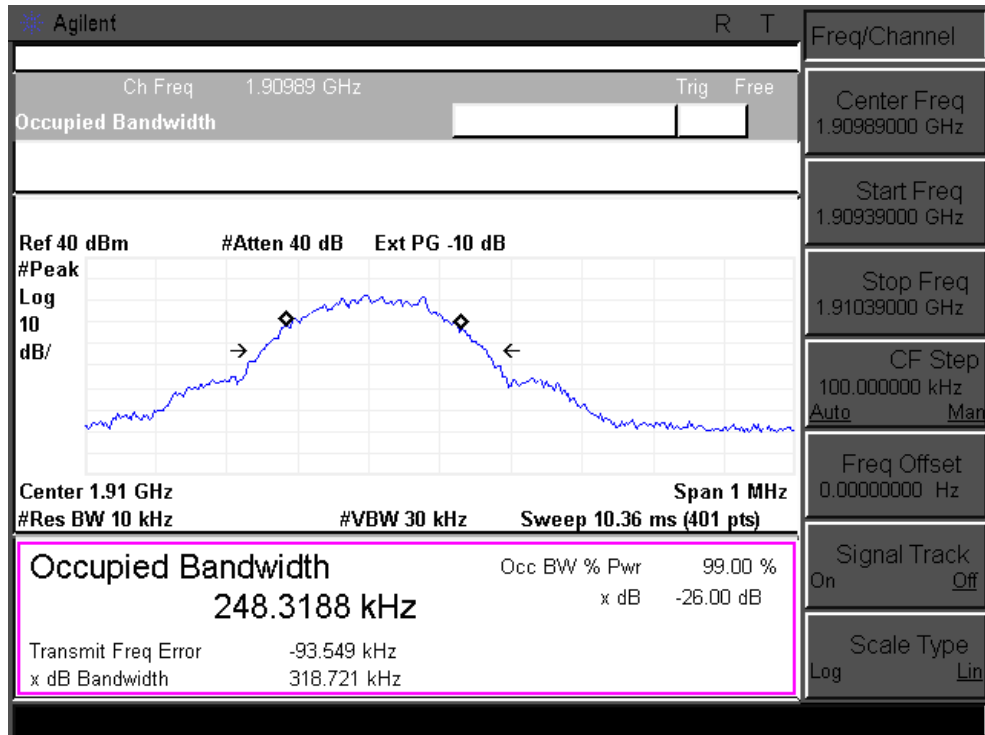 Agilent R T
Freq/Channel
Ch Freq 1.90989 GHz Trig Free
Occupied Bandwidth
Center Freq
1.90989000 GHz
Start Freq
1.90939000 GHz
Stop Freq
1.91039000 GHz
CF Step
100.000000 kHz
Auto Man
Freq Offset
0.00000000 Hz
Signal Track
On Off
Scale Type
Log Lin
Ref 40 dBm #Atten 40 dB Ext PG -10 dB
#Peak
Log
10
dB/
Center 1.91 GHz Span 1 MHz
#Res BW 10 kHz #VBW 30 kHz Sweep 10.36 ms (401 pts)
Occupied Bandwidth Occ BW % Pwr 99.00 %
248.3188 kHz x dB -26.00 dB
Transmit Freq Error -93.549 kHz
x dB Bandwidth 318.721 kHz